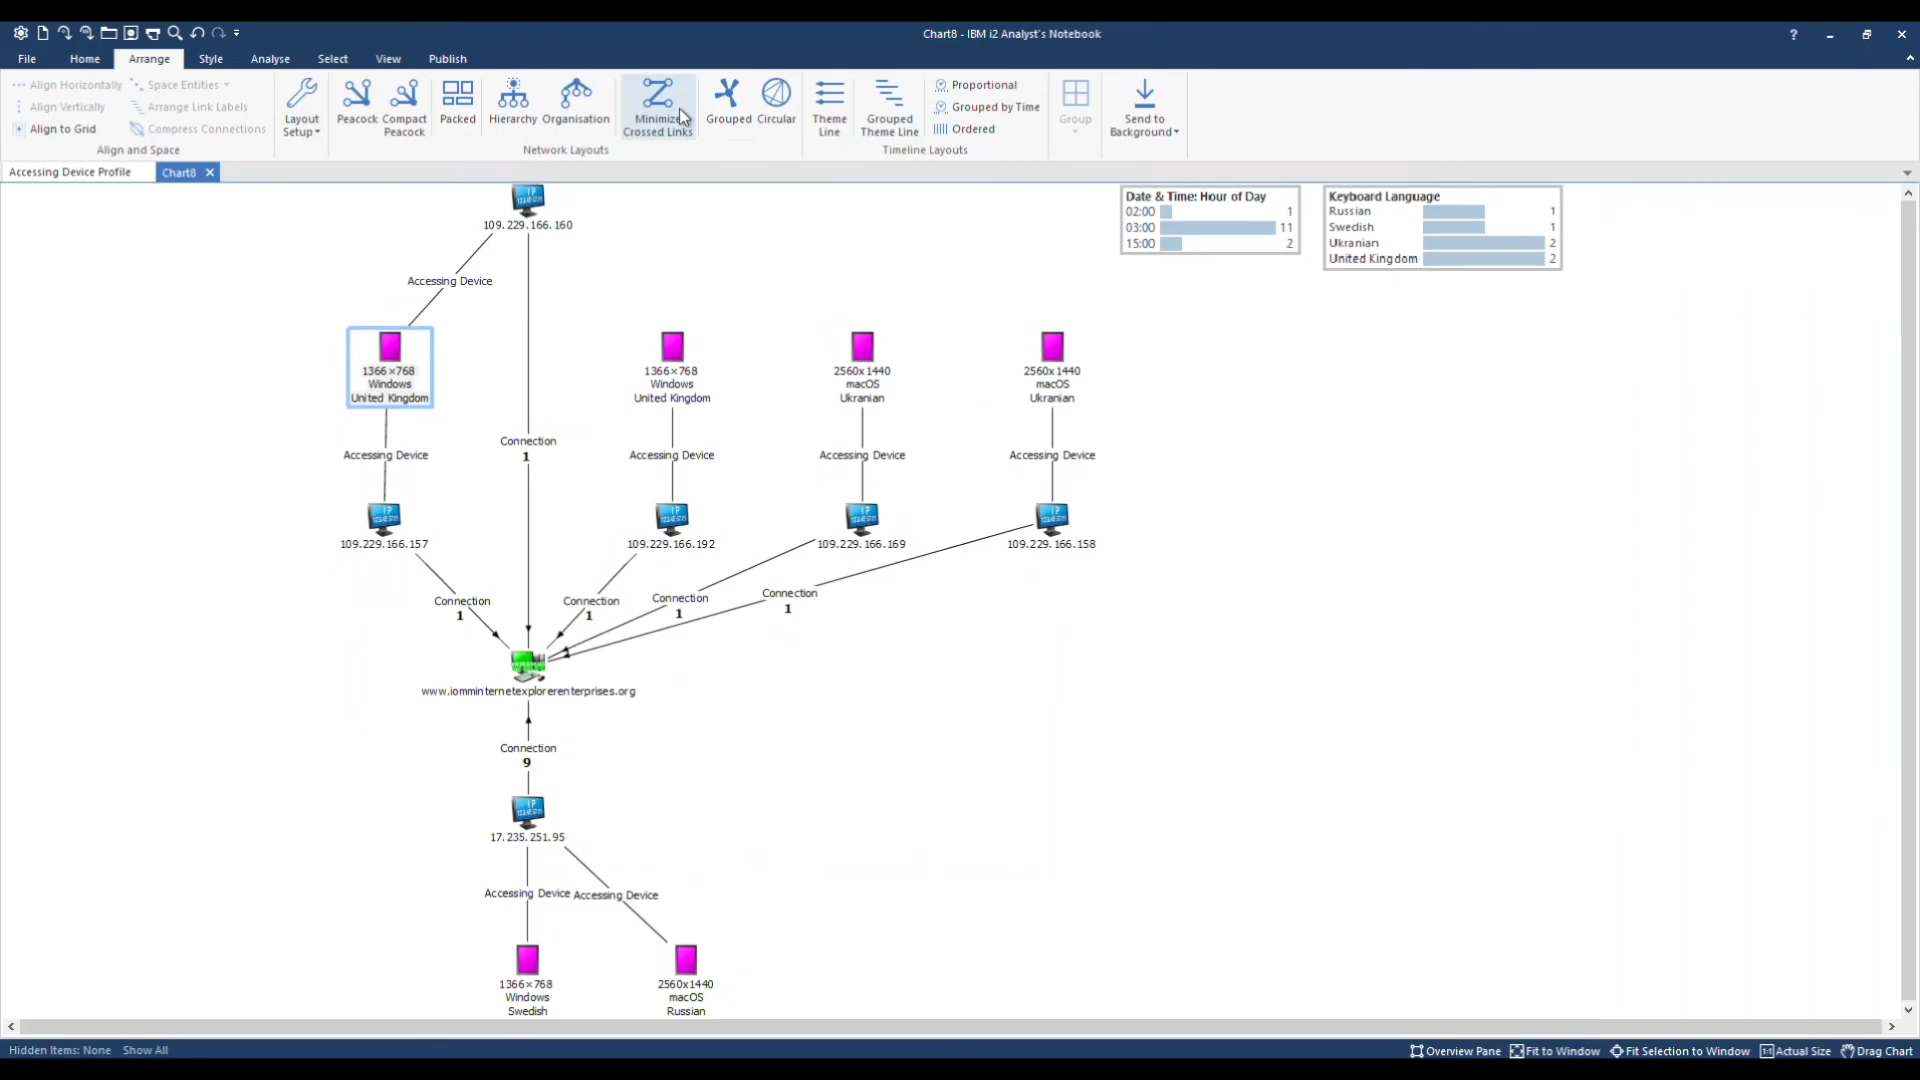 Chart8 - IBM i2 Analyst's Notebook
?
File
Home
Arrange
Style
Analyse
Select
View
Publish
Align Horizontally
Space Entities
Align Vertically
Arrange Link Labels
Align to Grid
Compress Connections
Align and Space
Layout
Setup
Peacock
Compact
Peacock
Packed
Hierarchy
Organisation
Minimize
Crossed Links
Grouped
Circular
Network Layouts
Theme
Line
Grouped
Theme Line
Proportional
Grouped by Time
Ordered
Timeline Layouts
Group
Send to
Background
Accessing Device Profile
Chart8
109.229.166.160
Date & Time: Hour of Day
02:00 1
03:00 11
15:00 2
Keyboard Language
Russian 1
Swedish 1
Ukranian 2
United Kingdom 2
Accessing Device
1366×768
Windows
United Kingdom
1366×768
Windows
United Kingdom
2560x1440
macOS
Ukranian
2560x1440
macOS
Ukranian
Connection
1
Accessing Device
Accessing Device
Accessing Device
Accessing Device
109.229.166.157
109.229.166.192
109.229.166.169
109.229.166.158
Connection
1
Connection
1
Connection
1
Connection
1
www.iomminternetexplorerenterprises.org
Connection
9
17.235.251.95
Accessing Device
Accessing Device
1366×768
Windows
Swedish
2560x1440
macOS
Russian
Hidden Items: None
Show All
Overview Pane
Fit to Window
Fit Selection to Window
1:1 Actual Size
Drag Chart